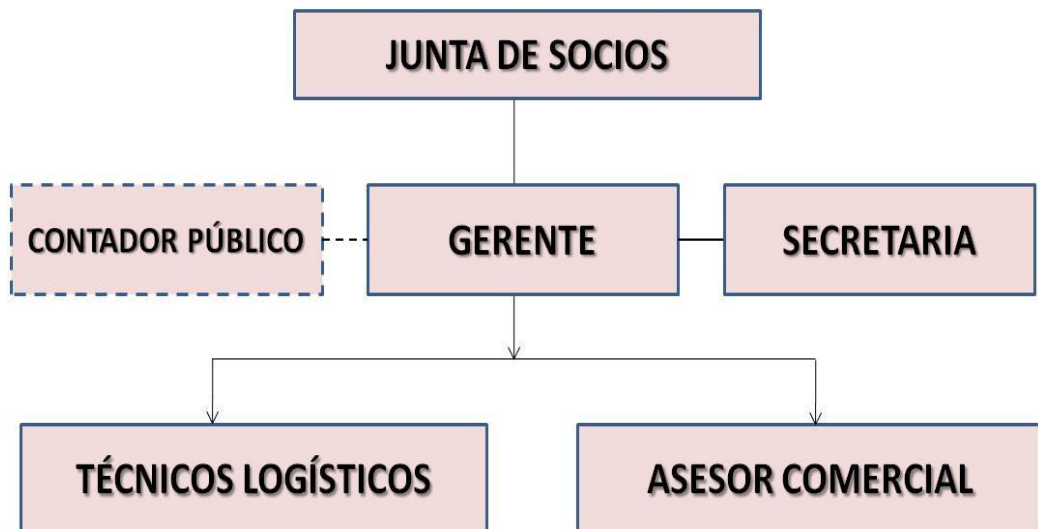 JUNTA DE SOCIOS
CONTADOR PÚBLICO
GERENTE
SECRETARIA
TÉCNICOS LOGÍSTICOS
ASESOR COMERCIAL